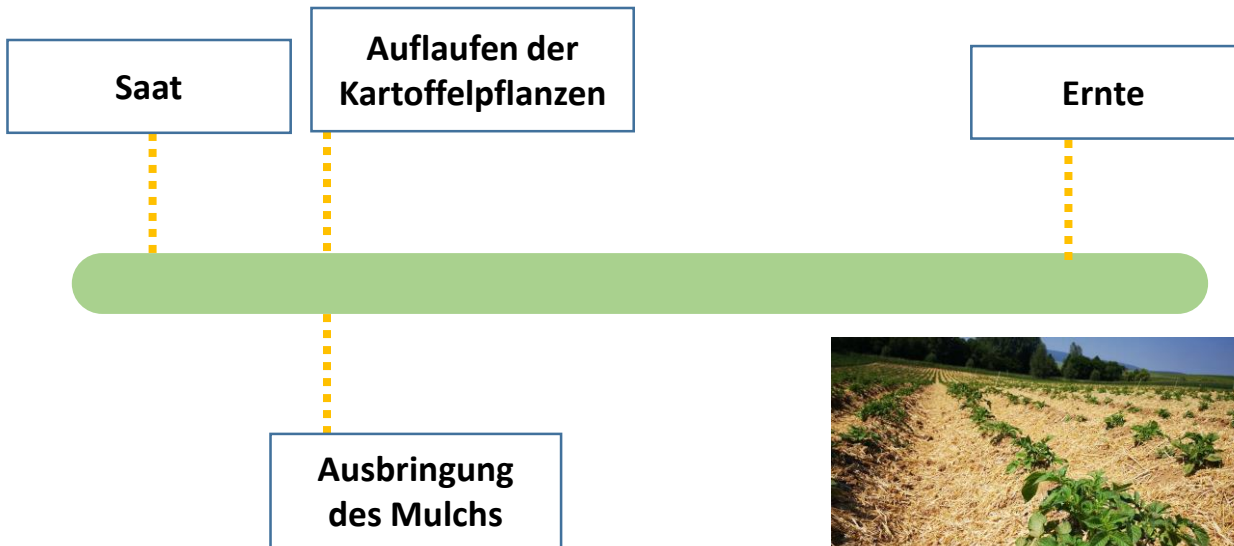 Saat
Auflaufen der
Kartoffelpflanzen
Ernte
Ausbringung
des Mulchs